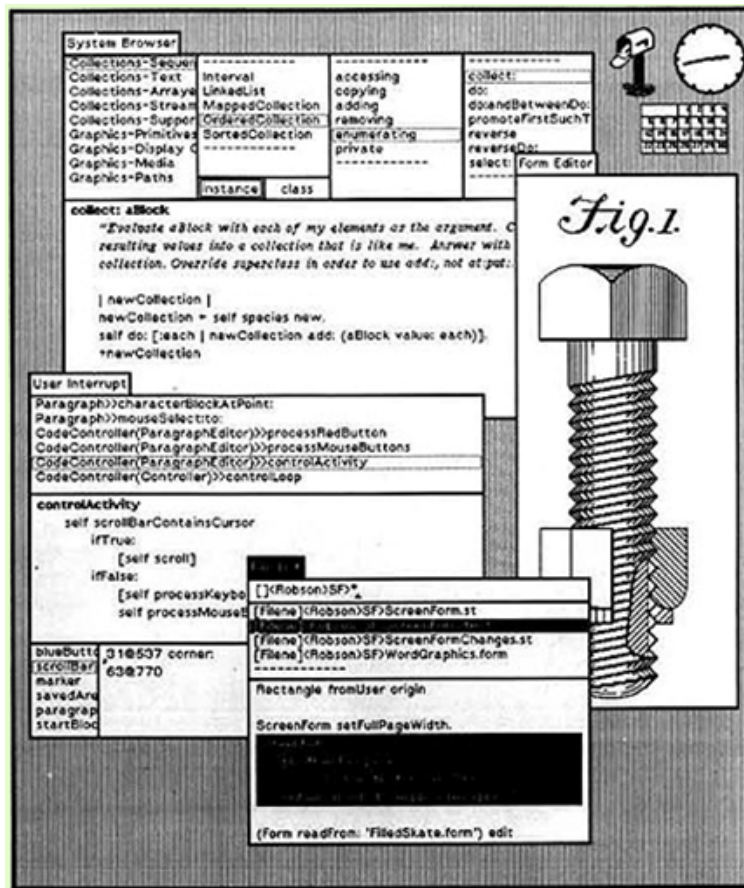 System Browser
Collections-Text
Collections-Arraye
Collections-Stream
Collections-Suppor
Graphics-Primitives
Graphics-Display
Graphics-Media
Graphics-Paths
------------
Interval
LinkedList
MappedCollection
OrderedCollection
SortedCollection
------------
instance class
------------
accessing
copying
adding
removing
enumerating
private
------------
------------
collect:
do:
do:andBetweenDo:
promoteFirstSuchT
reverse
reverseDo:
select:
Form Editor
Fig. 1.
collect: aBlock
"Evaluate aBlock with each of my elements as the argument. C
resulting values into a collection that is like me. Answer with
collection. Override superclass in order to use add:, not at:put:.
| newCollection |
newCollection ← self species new.
self do: [:each | newCollection add: (aBlock value: each)].
↑newCollection
User Interrupt
Paragraph>>characterBlockAtPoint:
Paragraph>>mouseSelect:to:
CodeController(ParagraphEditor)>>processRedButton
CodeController(ParagraphEditor)>>processMouseButtons
CodeController(ParagraphEditor)>>controlActivity
CodeController(Controller)>>controlLoop
controlActivity
self scrollBarContainsCursor
ifTrue:
[self scroll]
ifFalse:
[self processKeybo
self processMouseB
blueButto
scrollBar
marker
savedAre
paragrap
startBloc
31@537 corner:
630@770
[]<Robson>SF>*
[Filene]<Robson>SF>ScreenForm.st
[Filene]<Robson>SF>ScreenFormChanges.st
[Filene]<Robson>SF>WordGraphics.form
------------
Rectangle fromUser origin
ScreenForm setFullPageWidth.
(Form readFrom: 'FilledSkate.form') edit